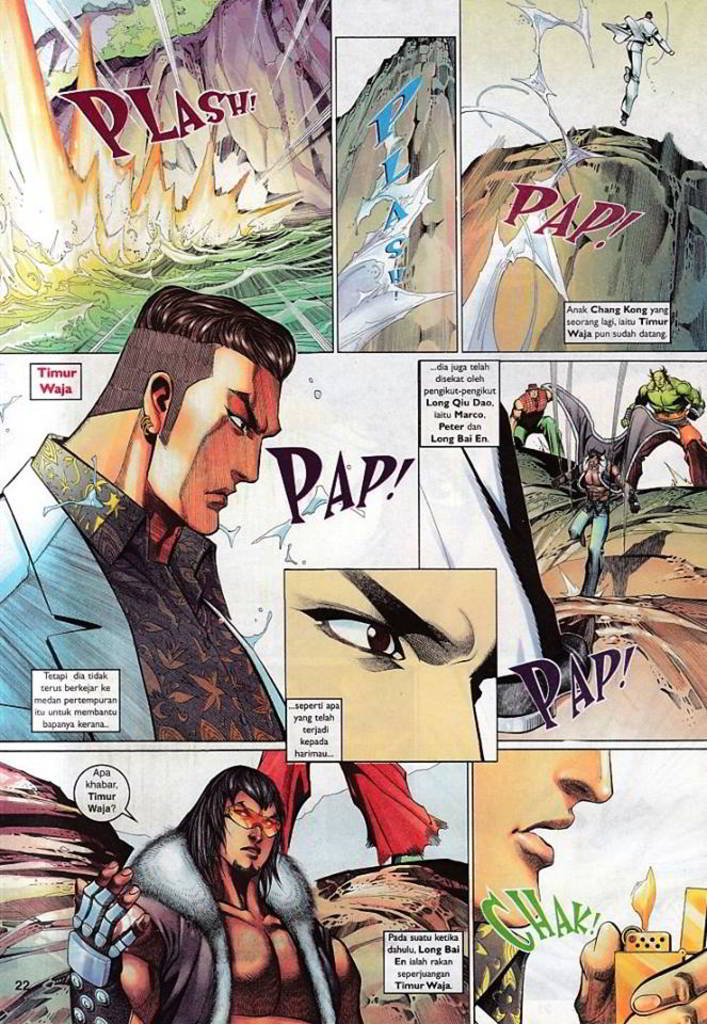 PLASH!
PLASH!
PAP!
Anak Chang Kong yang
seorang lagi, iaitu Timur
Waja pun sudah datang.
Timur
Waja
PAP!
...dia juga telah
disekat oleh
pengikut-pengikut
Long Qiu Dao,
iaitu Marco,
Peter dan
Long Bai En.
Tetapi dia tidak
terus berkejar ke
medan pertempuran
itu untuk membantu
bapanya kerana..
...seperti apa
yang telah
terjadi
kepada
harimau...
PAP!
Apa
khabar,
Timur
Waja?
Pada suatu ketika
dahulu, Long Bai
En ialah rakan
seperjuangan
Timur Waja.
CHAK!
22